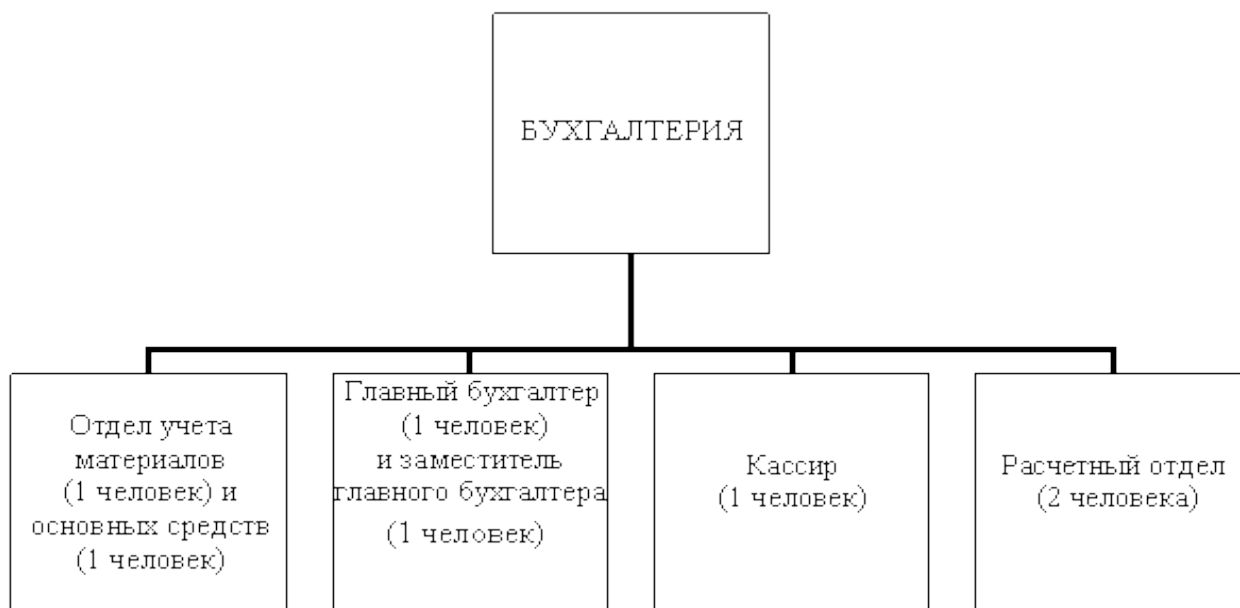 БУХГАЛТЕРИЯ
Отдел учета
материалов
(1 человек) и
основных средств
(1 человек)
Главный бухгалтер
(1 человек)
и заместитель
главного бухгалтера
(1 человек)
Кассир
(1 человек)
Расчетный отдел
(2 человека)